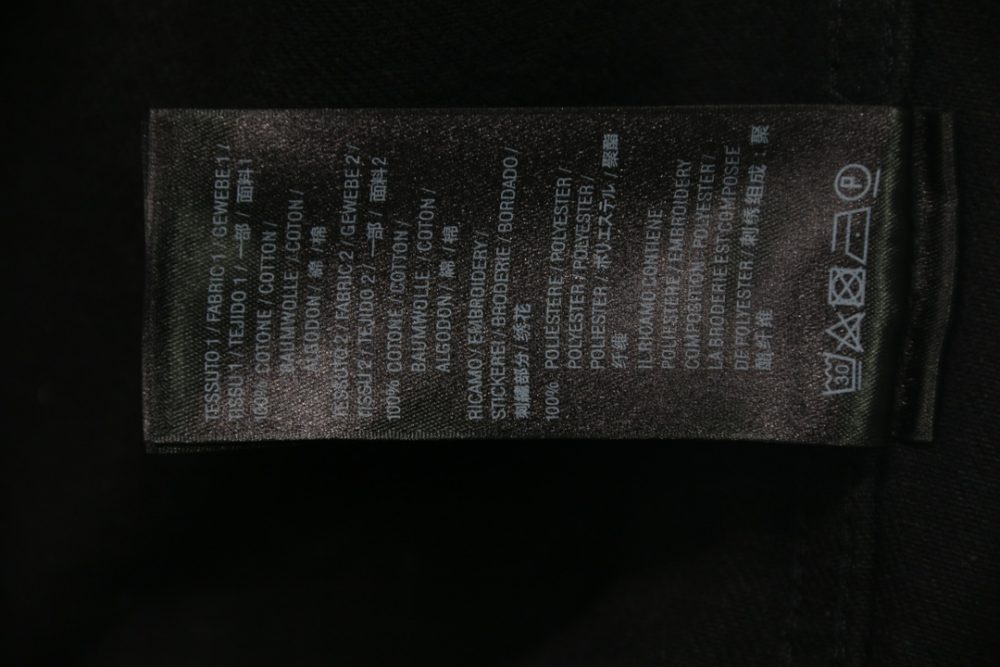 TESSUTO 1 / FABRIC 1 / GEWEBE 1 /
TISSU 1 / TEJIDO 1 / 一部 / 面料 1
100% COTONE / COTTON /
BAUMWOLLE / COTON /
ALGODON / 綿 / 棉
TESSUTO 2 / FABRIC 2 / GEWEBE 2 /
TISSU 2 / TEJIDO 2 / 一部 / 面料 2
100% COTONE / COTTON /
BAUMWOLLE / COTON /
ALGODON / 綿 / 棉
RICAMO / EMBROIDERY /
STICKEREI / BRODERIE / BORDADO /
刺繍部分 / 绣花
100% POLIESTERE / POLYESTER /
POLYESTER / POLYESTER /
POLIESTER / ポリエステル / 聚酯
纤维
IL RICAMO CONTIENE
POLIESTERE / EMBROIDERY
COMPOSITION: POLYESTER /
LA BRODERIE EST COMPOSEE
DE POLYESTER / 刺绣组成：聚
酯纤维
30 P